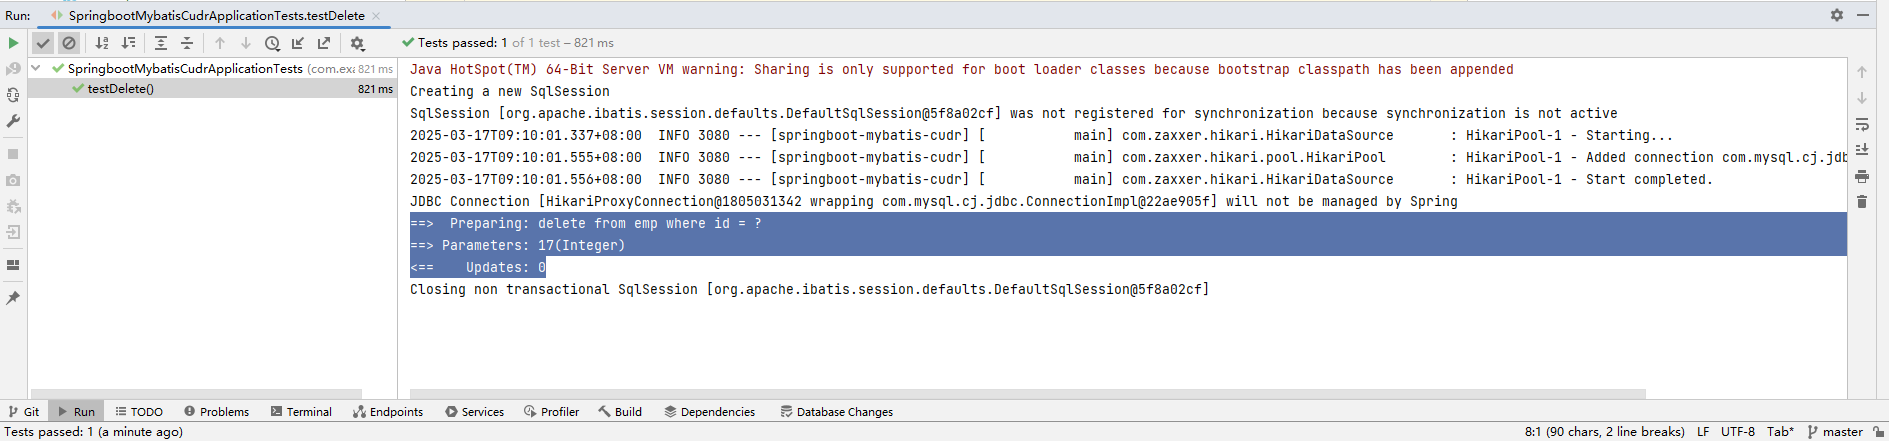 Run: SpringbootMybatisCudrApplicationTests.testDelete
Tests passed: 1 of 1 test – 821 ms
SpringbootMybatisCudrApplicationTests (com.exa 821 ms
testDelete() 821 ms
Java HotSpot(TM) 64-Bit Server VM warning: Sharing is only supported for boot loader classes because bootstrap classpath has been appended
Creating a new SqlSession
SqlSession [org.apache.ibatis.session.defaults.DefaultSqlSession@5f8a02cf] was not registered for synchronization because synchronization is not active
2025-03-17T09:10:01.337+08:00  INFO 3080 --- [springboot-mybatis-cudr] [           main] com.zaxxer.hikari.HikariDataSource       : HikariPool-1 - Starting...
2025-03-17T09:10:01.555+08:00  INFO 3080 --- [springboot-mybatis-cudr] [           main] com.zaxxer.hikari.pool.HikariPool        : HikariPool-1 - Added connection com.mysql.cj.jdb
2025-03-17T09:10:01.556+08:00  INFO 3080 --- [springboot-mybatis-cudr] [           main] com.zaxxer.hikari.HikariDataSource       : HikariPool-1 - Start completed.
JDBC Connection [HikariProxyConnection@1805031342 wrapping com.mysql.cj.jdbc.ConnectionImpl@22ae905f] will not be managed by Spring
==>  Preparing: delete from emp where id = ?
==> Parameters: 17(Integer)
<==    Updates: 0
Closing non transactional SqlSession [org.apache.ibatis.session.defaults.DefaultSqlSession@5f8a02cf]
Git Run TODO Problems Terminal Endpoints Services Profiler Build Dependencies Database Changes
Tests passed: 1 (a minute ago) 8:1 (90 chars, 2 line breaks) LF UTF-8 Tab* master